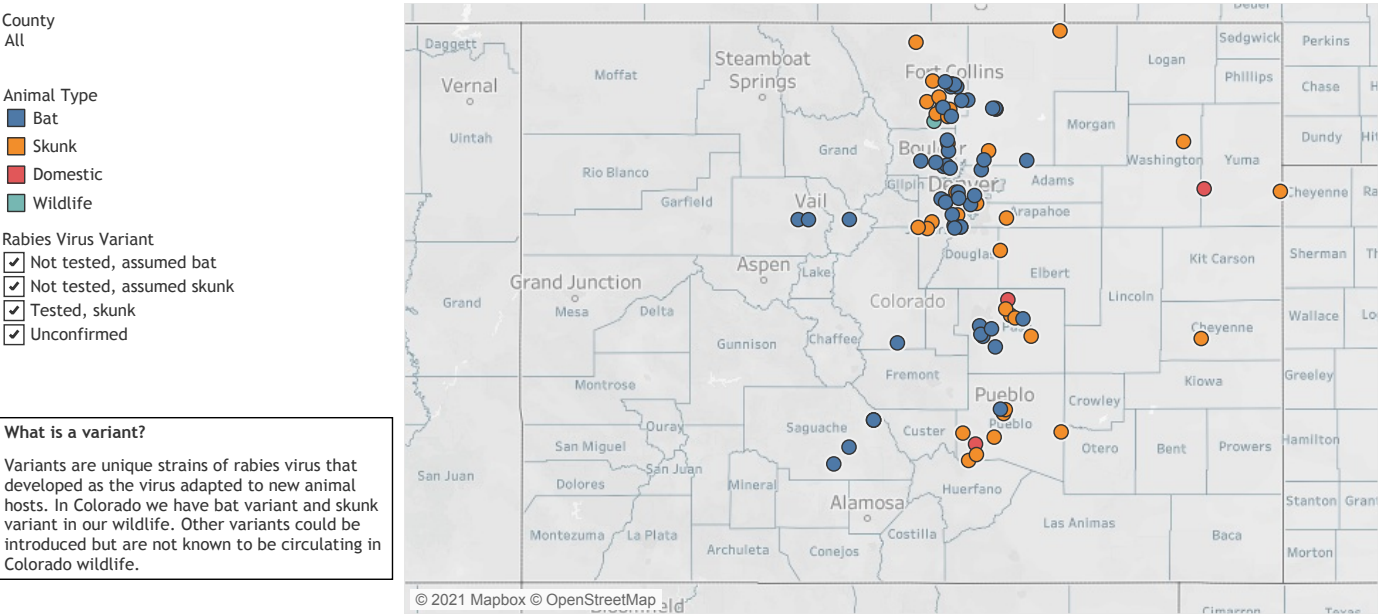 County
All
Animal Type
Bat
Skunk
Domestic
Wildlife
Rabies Virus Variant
Not tested, assumed bat
Not tested, assumed skunk
Tested, skunk
Unconfirmed
What is a variant?
Variants are unique strains of rabies virus that
developed as the virus adapted to new animal
hosts. In Colorado we have bat variant and skunk
variant in our wildlife. Other variants could be
introduced but are not known to be circulating in
Colorado wildlife.
Daggett
Vernal
Uintah
Moffat
Steamboat
Springs
Fort Collins
Logan
Sedgwick
Perkins
Phillips
Chase
Morgan
Grand
Washington
Yuma
Dundy
Rio Blanco
Garfield
Gilpin
Denver
Adams
Arapahoe
Cheyenne
Vail
Grand Junction
Mesa
Aspen
Lake
Douglas
Elbert
Kit Carson
Sherman
Grand
Delta
Colorado
Lincoln
Cheyenne
Wallace
Gunnison
Chaffee
Fremont
Kiowa
Greeley
Montrose
Pueblo
Crowley
Ouray
Saguache
Custer
Pueblo
Otero
Bent
Prowers
Hamilton
San Miguel
San Juan
San Juan
Dolores
Mineral
Alamosa
Huerfano
Las Animas
Stanton
Montezuma
La Plata
Archuleta
Conejos
Costilla
Baca
Morton
© 2021 Mapbox © OpenStreetMap
Cimarron
Texas